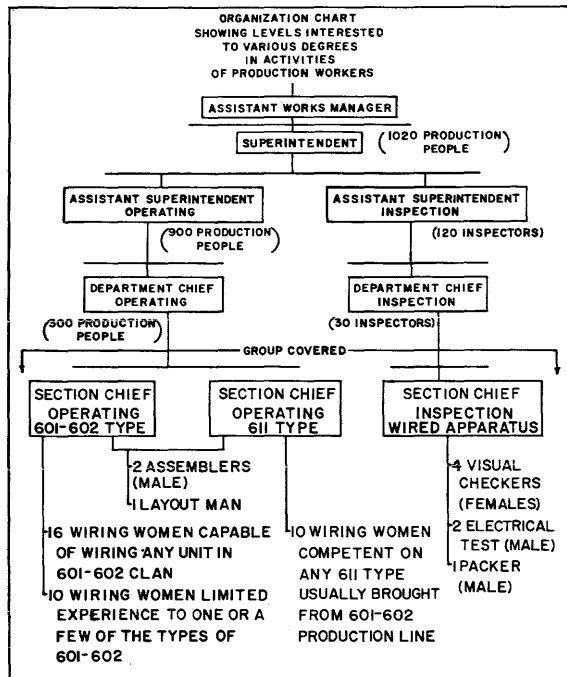 ORGANIZATION CHART
SHOWING LEVELS INTERESTED
TO VARIOUS DEGREES
IN ACTIVITIES
OF PRODUCTION WORKERS
ASSISTANT WORKS MANAGER
SUPERINTENDENT
(1020 PRODUCTION
PEOPLE)
ASSISTANT SUPERINTENDENT
OPERATING
(900 PRODUCTION
PEOPLE)
ASSISTANT SUPERINTENDENT
INSPECTION
(120 INSPECTORS)
DEPARTMENT CHIEF
OPERATING
(300 PRODUCTION
PEOPLE)
DEPARTMENT CHIEF
INSPECTION
(30 INSPECTORS)
GROUP COVERED
SECTION CHIEF
OPERATING
601-602 TYPE
SECTION CHIEF
OPERATING
611 TYPE
SECTION CHIEF
INSPECTION
WIRED APPARATUS
2 ASSEMBLERS
(MALE)
1 LAYOUT MAN
16 WIRING WOMEN CAPABLE
OF WIRING ANY UNIT IN
601-602 CLAN
10 WIRING WOMEN LIMITED
EXPERIENCE TO ONE OR A
FEW OF THE TYPES OF
601-602
10 WIRING WOMEN
COMPETENT ON
ANY 611 TYPE
USUALLY BROUGHT
FROM 601-602
PRODUCTION LINE
4 VISUAL
CHECKERS
(FEMALES)
2 ELECTRICAL
TEST (MALE)
1 PACKER
(MALE)